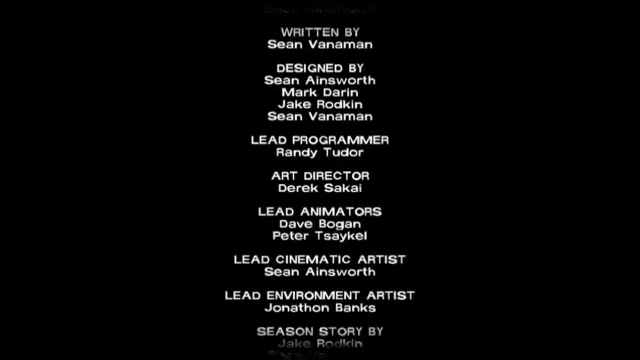 WRITTEN BY
Sean Vanaman
DESIGNED BY
Sean Ainsworth
Mark Darin
Jake Rodkin
Sean Vanaman
LEAD PROGRAMMER
Randy Tudor
ART DIRECTOR
Derek Sakai
LEAD ANIMATORS
Dave Bogan
Peter Tsaykel
LEAD CINEMATIC ARTIST
Sean Ainsworth
LEAD ENVIRONMENT ARTIST
Jonathon Banks
SEASON STORY BY
Jake Rodkin